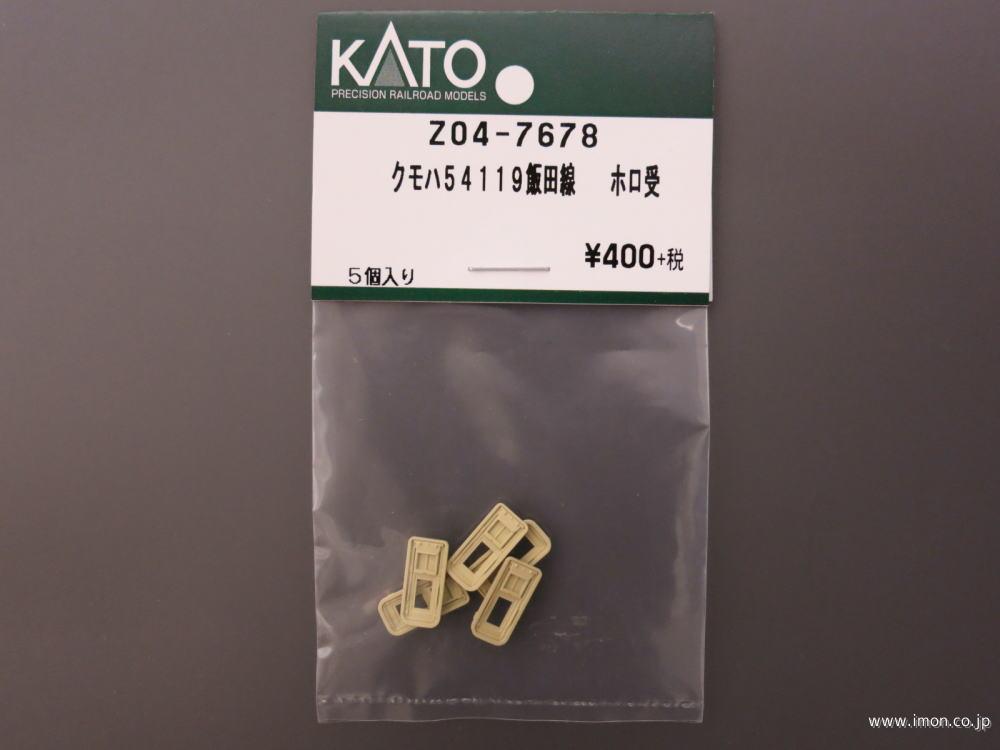 KATO
PRECISION RAILROAD MODELS
Z04-7678
クモハ54119飯田線 ホロ受
¥400+税
5個入り
www.imon.co.jp